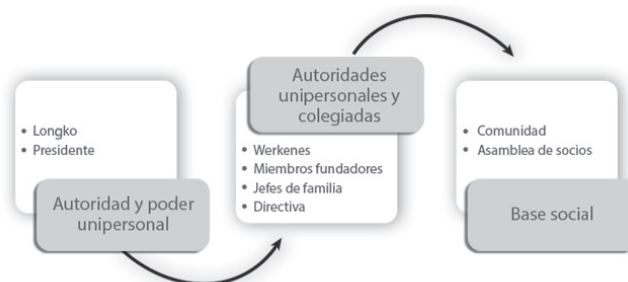 • Longko
• Presidente
Autoridad y poder
unipersonal
Autoridades
unipersonales y
colegiadas
• Werkenes
• Miembros fundadores
• Jefes de familia
• Directiva
• Comunidad
• Asamblea de socios
Base social